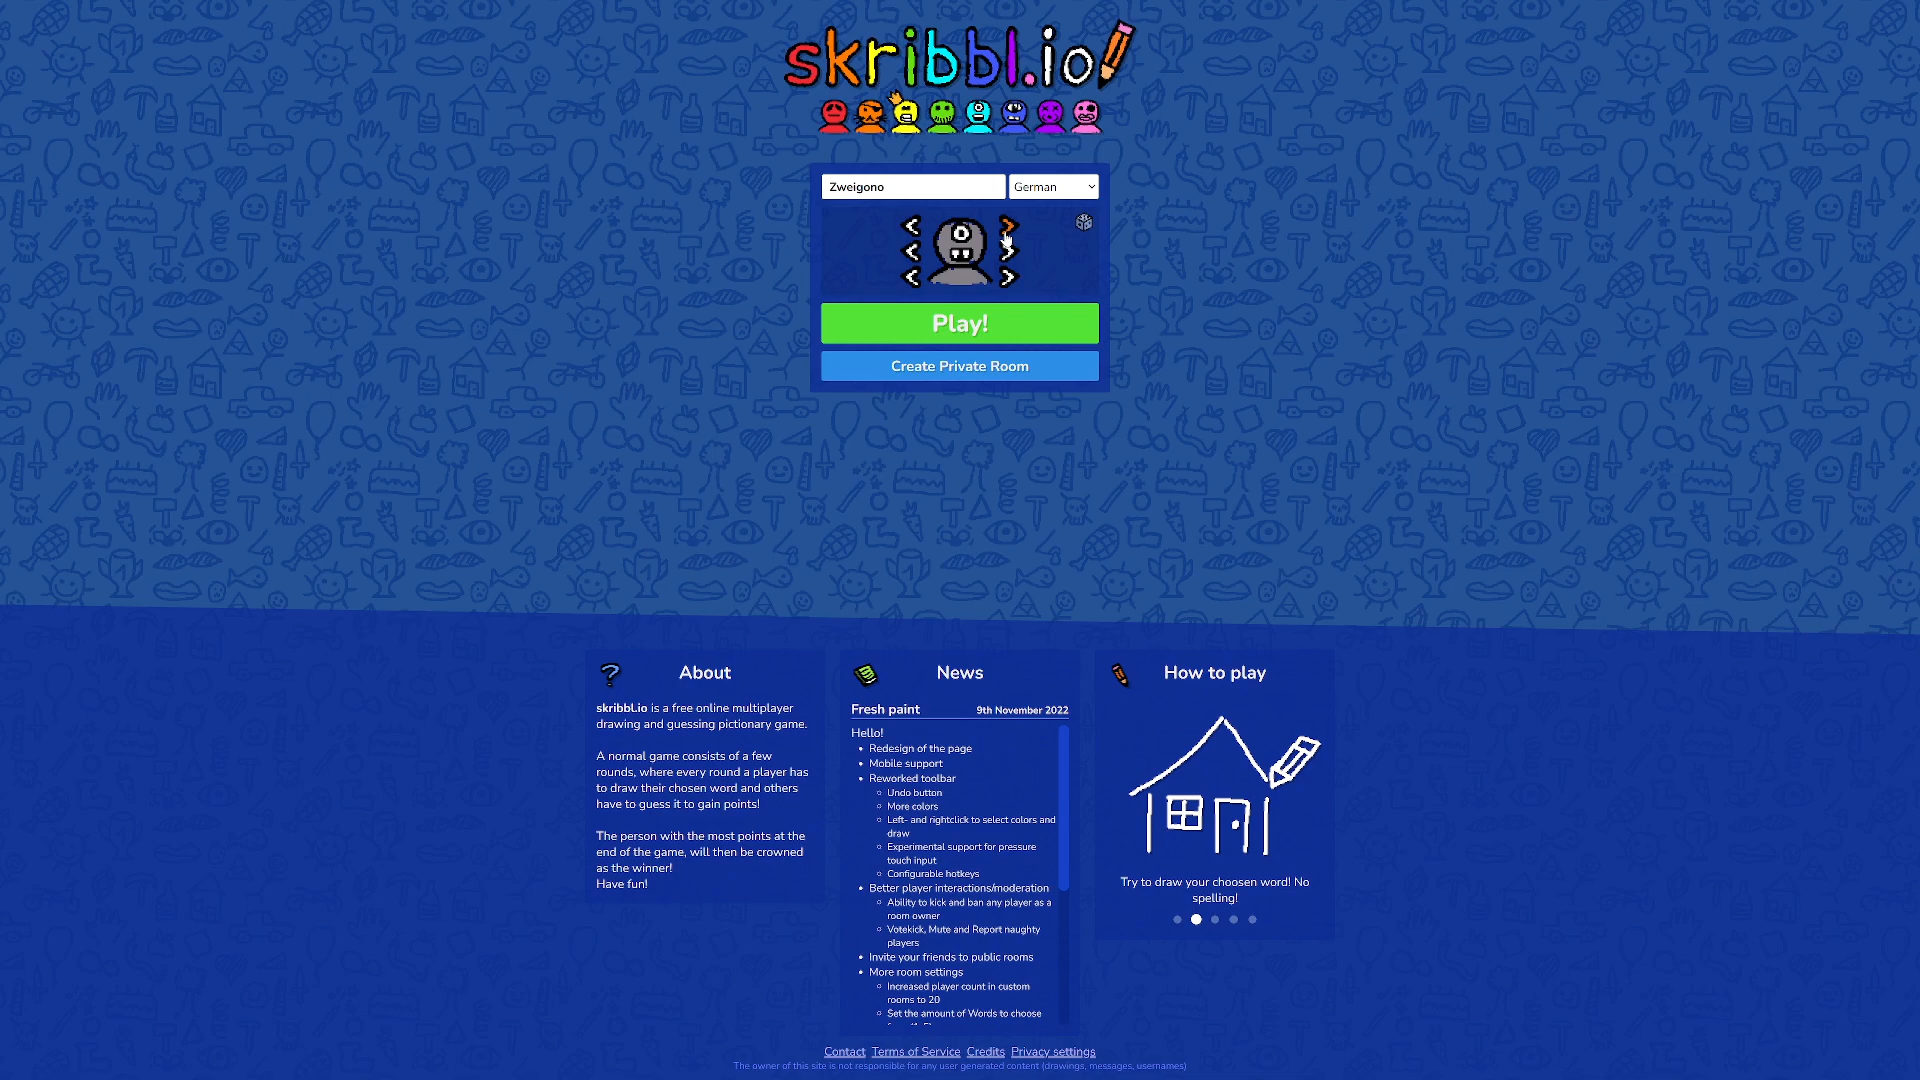 skribbl.io
Zweigono
German
Play!
Create Private Room
About
skribbl.io is a free online multiplayer
drawing and guessing pictionary game.
A normal game consists of a few
rounds, where every round a player has
to draw their chosen word and others
have to guess it to gain points!
The person with the most points at the
end of the game, will then be crowned
as the winner!
Have fun!
News
Fresh paint 9th November 2022
Hello!
Redesign of the page
Mobile support
Reworked toolbar
Undo button
More colors
Left- and rightclick to select colors and
draw
Experimental support for pressure
touch input
Configurable hotkeys
Better player interactions/moderation
Ability to kick and ban any player as a
room owner
Votekick, Mute and Report naughty
players
Invite your friends to public rooms
More room settings
Increased player count in custom
rooms to 20
Set the amount of Words to choose
How to play
Try to draw your choosen word! No
spelling!
Contact Terms of Service Credits Privacy settings
The owner of this site is not responsible for any user generated content (drawings, messages, usernames)